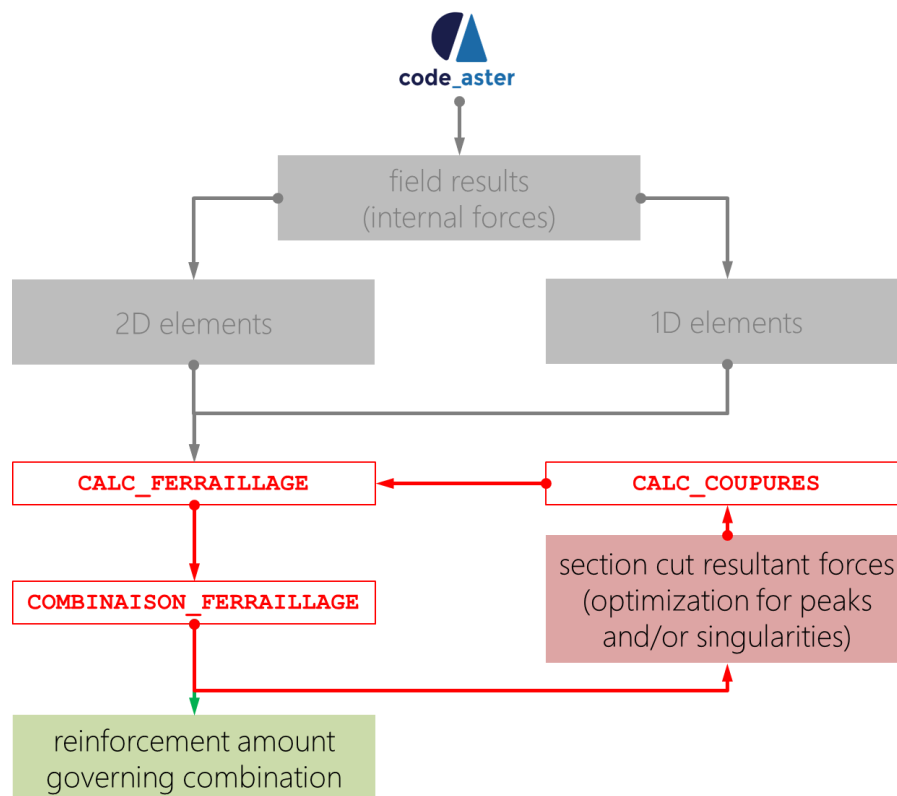 code_aster
field results
(internal forces)
2D elements
1D elements
CALC_FERRAILLAGE
CALC_COUPURES
section cut resultant forces
(optimization for peaks
and/or singularities)
COMBINAISON_FERRAILLAGE
reinforcement amount
governing combination